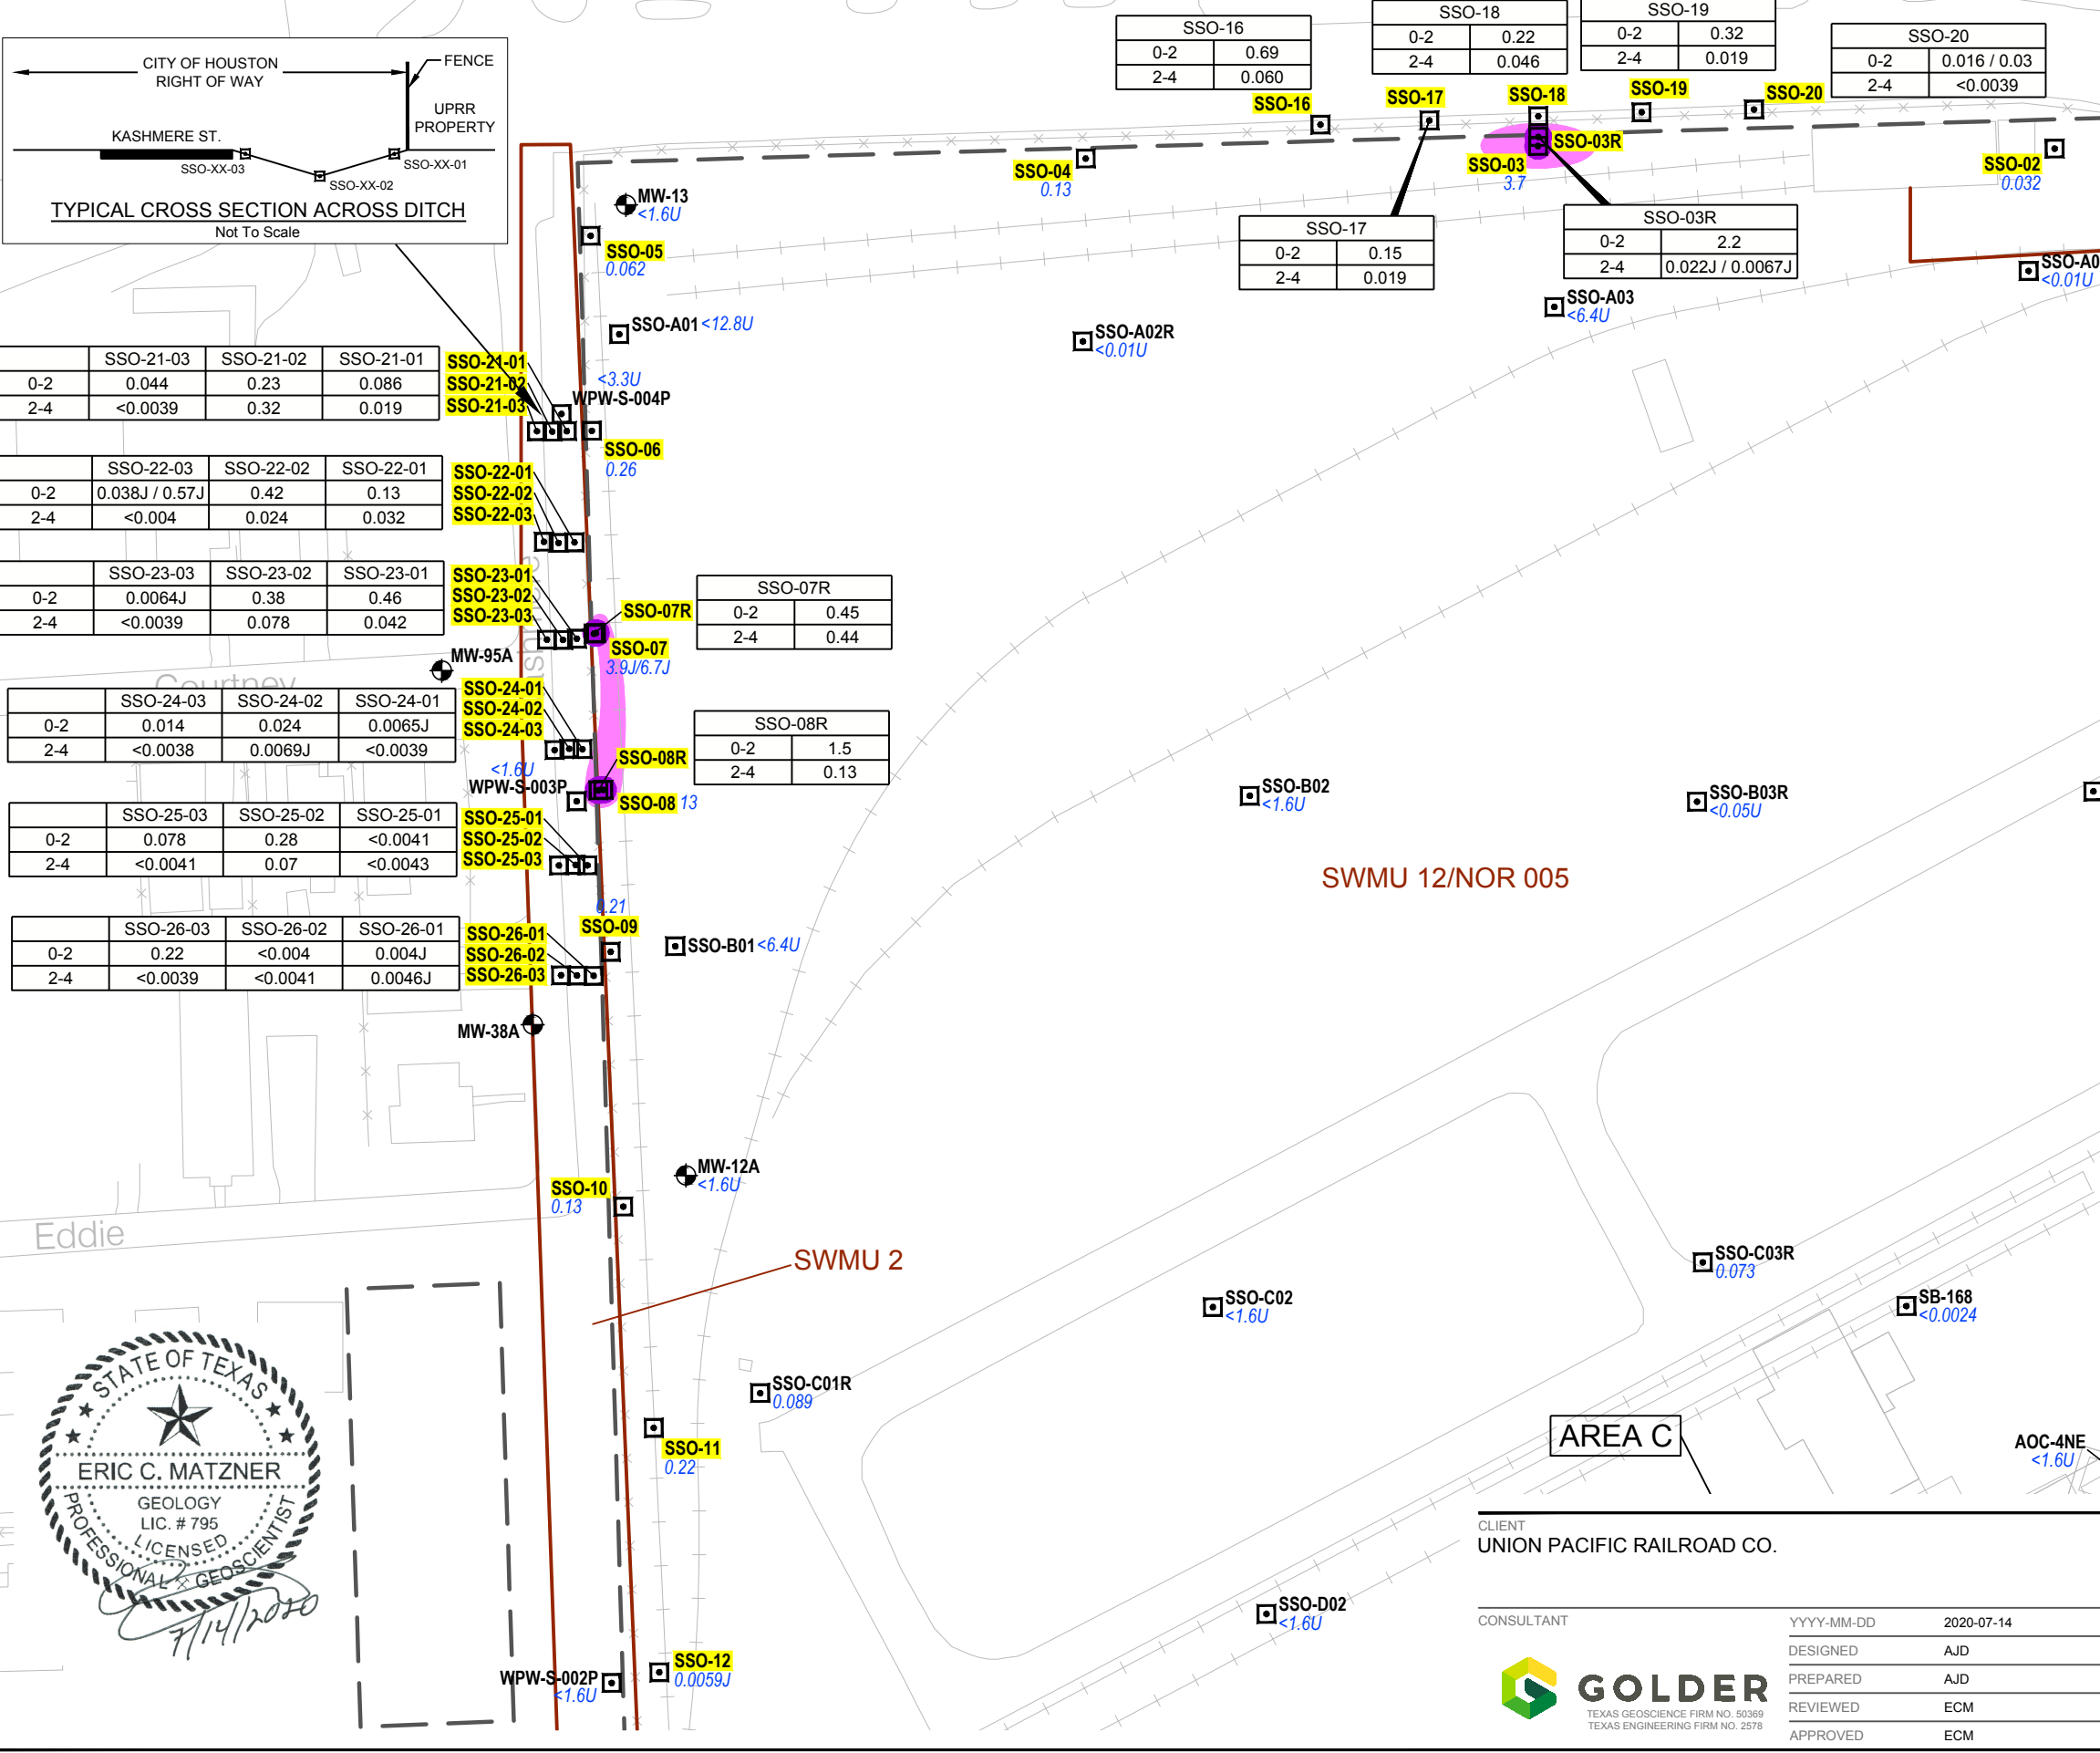 CITY OF HOUSTON
RIGHT OF WAY
FENCE
UPRR
PROPERTY
KASHMERE ST.
SSO-XX-03
SSO-XX-02
SSO-XX-01
TYPICAL CROSS SECTION ACROSS DITCH
Not To Scale
SSO-16
0-2 0.69
2-4 0.060
SSO-18
0-2 0.22
2-4 0.046
SSO-19
0-2 0.32
2-4 0.019
SSO-20
0-2 0.016 / 0.03
2-4 <0.0039
SSO-16
SSO-17
SSO-18
SSO-19
SSO-20
SSO-03R
SSO-03
3.7
SSO-04
0.13
SSO-02
0.032
MW-13
<1.6U
SSO-05
0.062
SSO-17
0-2 0.15
2-4 0.019
SSO-03R
0-2 2.2
2-4 0.022J / 0.0067J
SSO-A0
<0.01U
SSO-A03
<6.4U
SSO-A01 <12.8U
SSO-A02R
<0.01U
SSO-21-03 SSO-21-02 SSO-21-01
0-2 0.044 0.23 0.086
2-4 <0.0039 0.32 0.019
SSO-21-01
SSO-21-02
SSO-21-03
<3.3U
WPW-S-004P
SSO-06
0.26
SSO-22-03 SSO-22-02 SSO-22-01
0-2 0.038J / 0.57J 0.42 0.13
2-4 <0.004 0.024 0.032
SSO-22-01
SSO-22-02
SSO-22-03
SSO-23-03 SSO-23-02 SSO-23-01
0-2 0.0064J 0.38 0.46
2-4 <0.0039 0.078 0.042
SSO-23-01
SSO-23-02
SSO-23-03
SSO-07R
SSO-07R
0-2 0.45
2-4 0.44
SSO-07
3.9J/6.7J
MW-95A
Courtney
SSO-24-03 SSO-24-02 SSO-24-01
0-2 0.014 0.024 0.0065J
2-4 <0.0038 0.0069J <0.0039
SSO-24-01
SSO-24-02
SSO-24-03
SSO-08R
0-2 1.5
2-4 0.13
SSO-08R
<1.6U
WPW-S-003P
SSO-08 13
SSO-B02
<1.6U
SSO-B03R
<0.05U
SSO-25-03 SSO-25-02 SSO-25-01
0-2 0.078 0.28 <0.0041
2-4 <0.0041 0.07 <0.0043
SSO-25-01
SSO-25-02
SSO-25-03
SWMU 12/NOR 005
0.21
SSO-09
SSO-26-03 SSO-26-02 SSO-26-01
0-2 0.22 <0.004 0.004J
2-4 <0.0039 <0.0041 0.0046J
SSO-26-01
SSO-26-02
SSO-26-03
SSO-B01 <6.4U
MW-38A
MW-12A
<1.6U
SSO-10
0.13
Eddie
SWMU 2
SSO-C03R
0.073
SSO-C02
<1.6U
SB-168
<0.0024
SSO-C01R
0.089
SSO-11
0.22
AREA C
AOC-4NE
<1.6U
STATE OF TEXAS
ERIC C. MATZNER
GEOLOGY
LIC. # 795
LICENSED
PROFESSIONAL GEOSCIENTIST
7/14/2020
SSO-D02
<1.6U
SSO-12
0.0059J
WPW-S-002P
<1.6U
CLIENT
UNION PACIFIC RAILROAD CO.
CONSULTANT
GOLDER
TEXAS GEOSCIENCE FIRM NO. 50369
TEXAS ENGINEERING FIRM NO. 2578
YYYY-MM-DD 2020-07-14
DESIGNED AJD
PREPARED AJD
REVIEWED ECM
APPROVED ECM